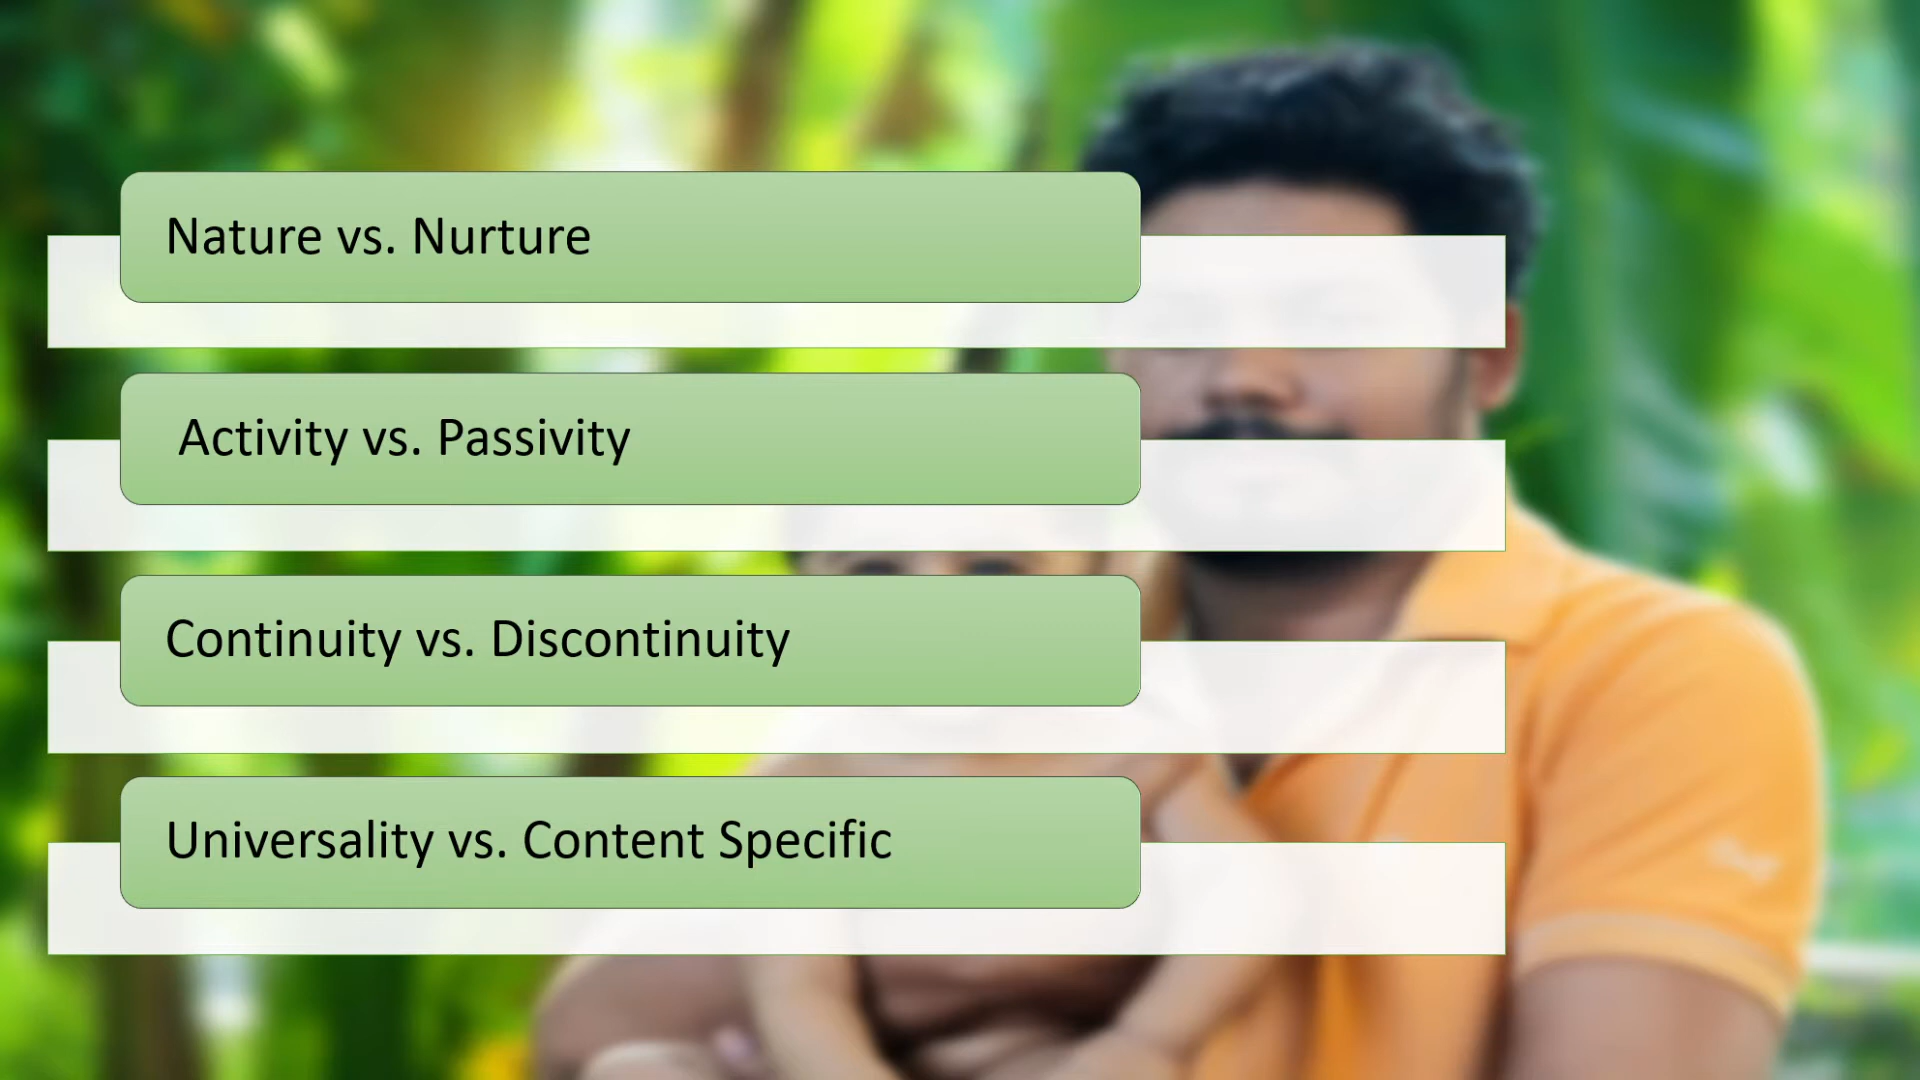 Nature vs. Nurture
Activity vs. Passivity
Continuity vs. Discontinuity
Universality vs. Content Specific